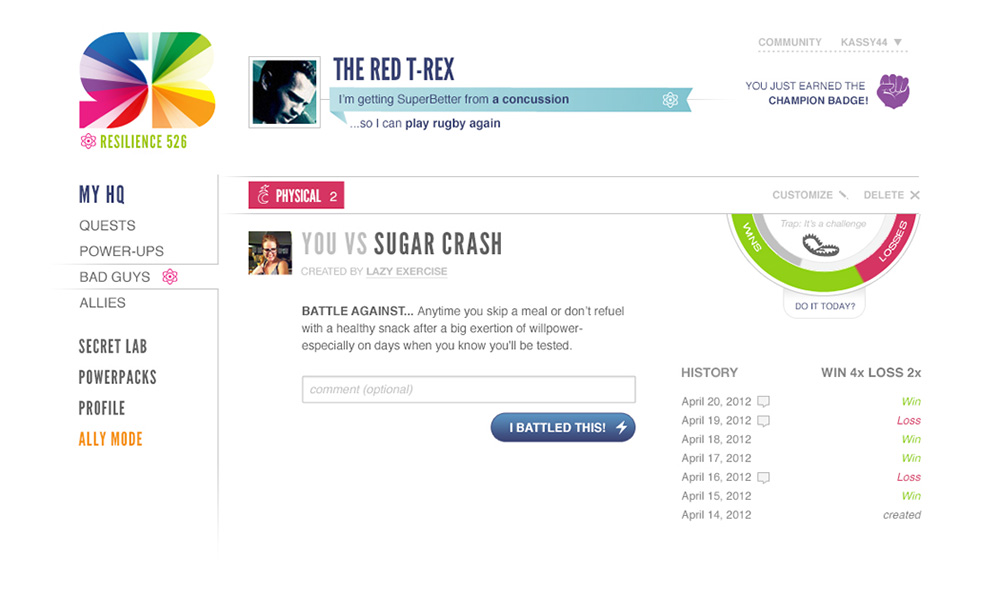 COMMUNITY KASSY44
THE RED T-REX
I'm getting SuperBetter from a concussion
...so I can play rugby again
YOU JUST EARNED THE
CHAMPION BADGE!
SB
RESILIENCE 526
MY HQ
QUESTS
POWER-UPS
BAD GUYS
ALLIES
SECRET LAB
POWERPACKS
PROFILE
ALLY MODE
PHYSICAL 2
CUSTOMIZE DELETE
YOU VS SUGAR CRASH
CREATED BY LAZY EXERCISE
BATTLE AGAINST... Anytime you skip a meal or don't refuel
with a healthy snack after a big exertion of willpower-
especially on days when you know you'll be tested.
comment (optional)
I BATTLED THIS!
Trap: It's a challenge
WINS
LOSSES
DO IT TODAY?
HISTORY WIN 4x LOSS 2x
April 20, 2012 Win
April 19, 2012 Loss
April 18, 2012 Win
April 17, 2012 Win
April 16, 2012 Loss
April 15, 2012 Win
April 14, 2012 created